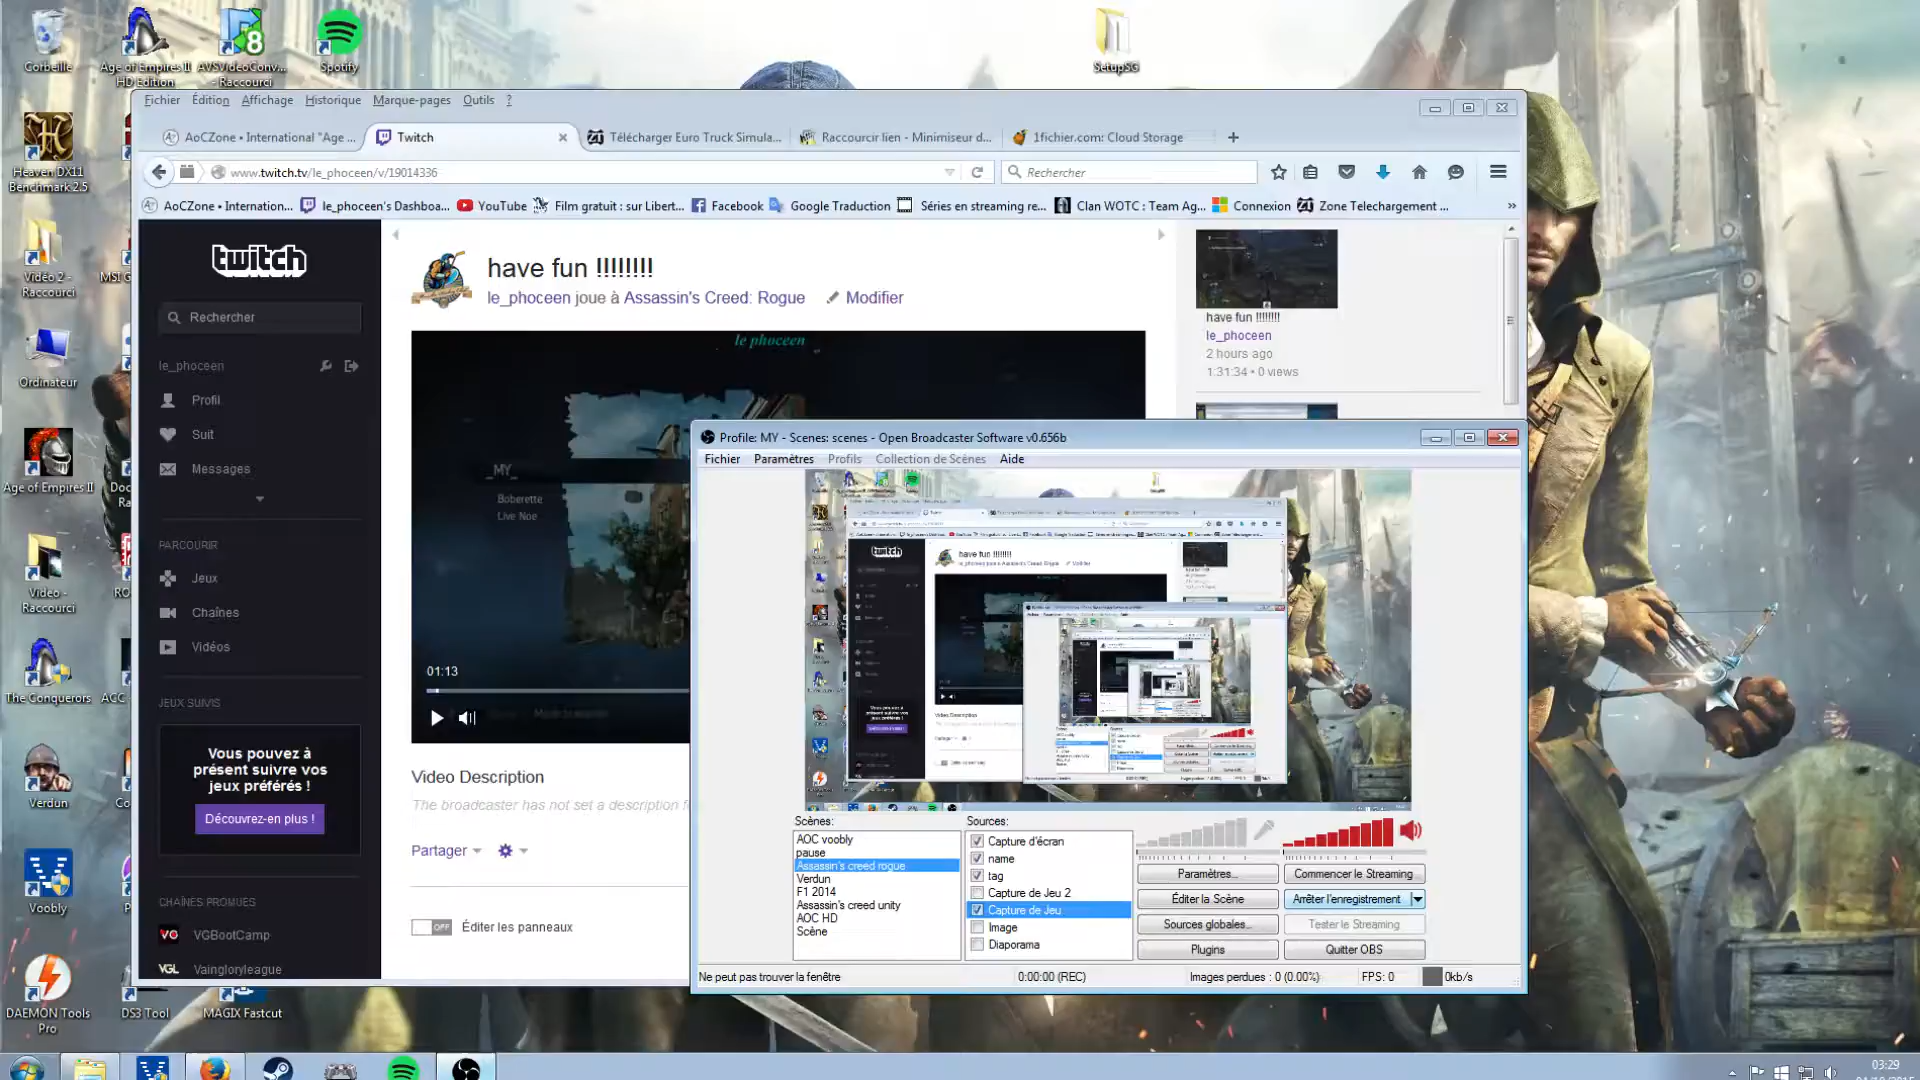 Corbeille
Age of Empires II
HD Edition
AVSVideoConv...
- Raccourci
8
Spotify
SetupSG
Heaven DX11
Benchmark 2.5
Vidéo 2 -
Raccourci
MSI
Ordinateur
Age of Empires II
Video -
Raccourci
The Conquerors
ACC
Verdun
Voobly
DAEMON Tools
Pro
DS3 Tool
MAGIX Fastcut
Fichier Édition Affichage Historique Marque-pages Outils ?
AoCZone • International "Age ...
Twitch
Télécharger Euro Truck Simula...
Raccourcir lien - Minimiseur d...
1fichier.com: Cloud Storage
www.twitch.tv/le_phoceen/v/19014336
Rechercher
AoCZone • Internation...
le_phoceen's Dashboa...
YouTube
Film gratuit : sur Libert...
Facebook
Google Traduction
Séries en streaming re...
Clan WOTC : Team Ag...
Connexion
Zone Telechargement ...
twitch
Rechercher
le_phoceen
Profil
Suit
Messages
PARCOURIR
Jeux
Chaînes
Vidéos
JEUX SUIVIS
Vous pouvez à
présent suivre vos
jeux préférés !
Découvrez-en plus !
CHAÎNES PROMUES
VGBootCamp
VGL
Vaingloryleague
have fun !!!!!!!!
le_phoceen joue à Assassin's Creed: Rogue
Modifier
le phoceen
_MY_
Boberette
Live Noe
01:13
Video Description
The broadcaster has not set a description f
Partager
OFF
Éditer les panneaux
have fun !!!!!!!!
le_phoceen
2 hours ago
1:31:34 • 0 views
Profile: MY - Scenes: scenes - Open Broadcaster Software v0.656b
Fichier Paramètres Profils Collection de Scènes Aide
twitch
have fun !!!!!!!!
Scènes:
AOC voobly
pause
Assassin's creed rogue
Verdun
F1 2014
Assassin's creed unity
AOC HD
Scène
Sources:
Capture d'écran
name
tag
Capture de Jeu 2
Capture de Jeu
Image
Diaporama
Paramètres...
Commencer le Streaming
Éditer la Scène
Arrêter l'enregistrement
Sources globales...
Tester le Streaming
Plugins
Quitter OBS
Ne peut pas trouver la fenêtre
0:00:00 (REC)
Images perdues : 0 (0.00%)
FPS: 0
0kb/s
03:29